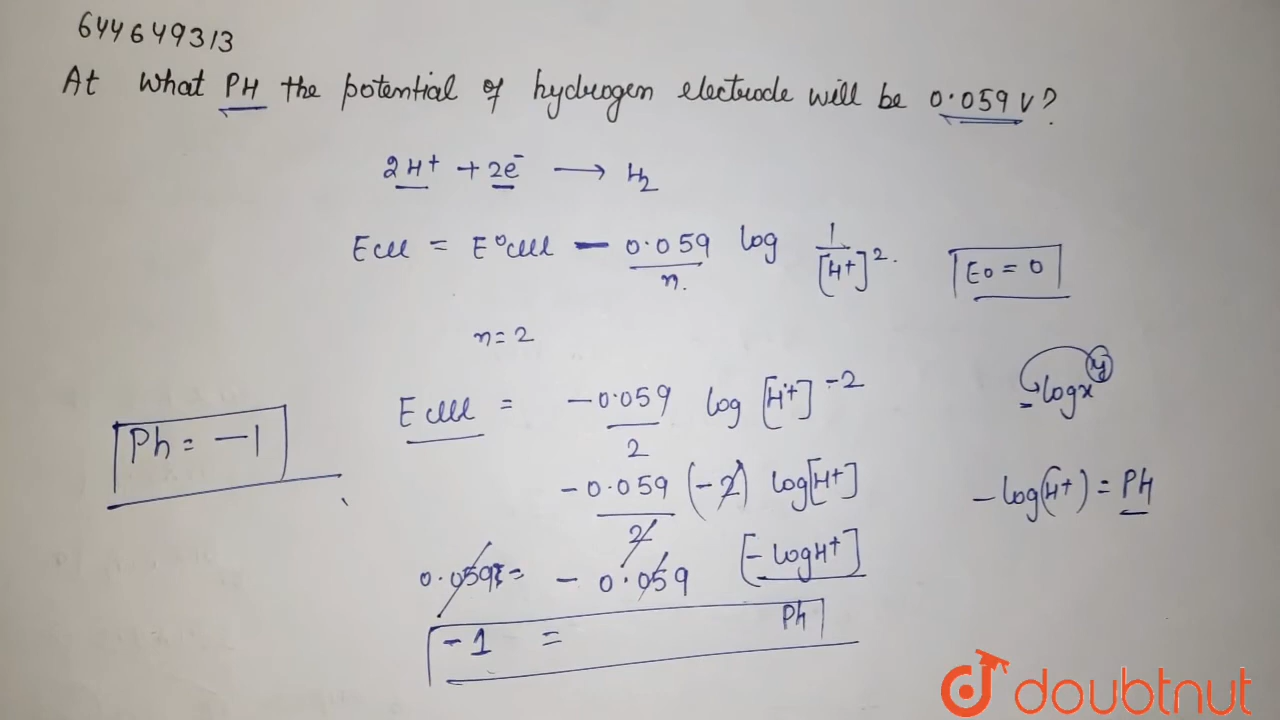 644649313
At What PH the potential of hydrogen electrode will be 0.059 V?
2H⁺ + 2e⁻ → H₂
Ecell = E⁰cell - 0.059/n log 1/[H⁺]².
E₀ = 0
n = 2
Ecell = -0.059/2 log [H⁺]⁻²
logx^y
Ph = -1
-0.059/2 (-2) log[H⁺]
-log(H⁺) = PH
0.059 = -0.059 [-logH⁺]
-1 = Ph
doubtnut